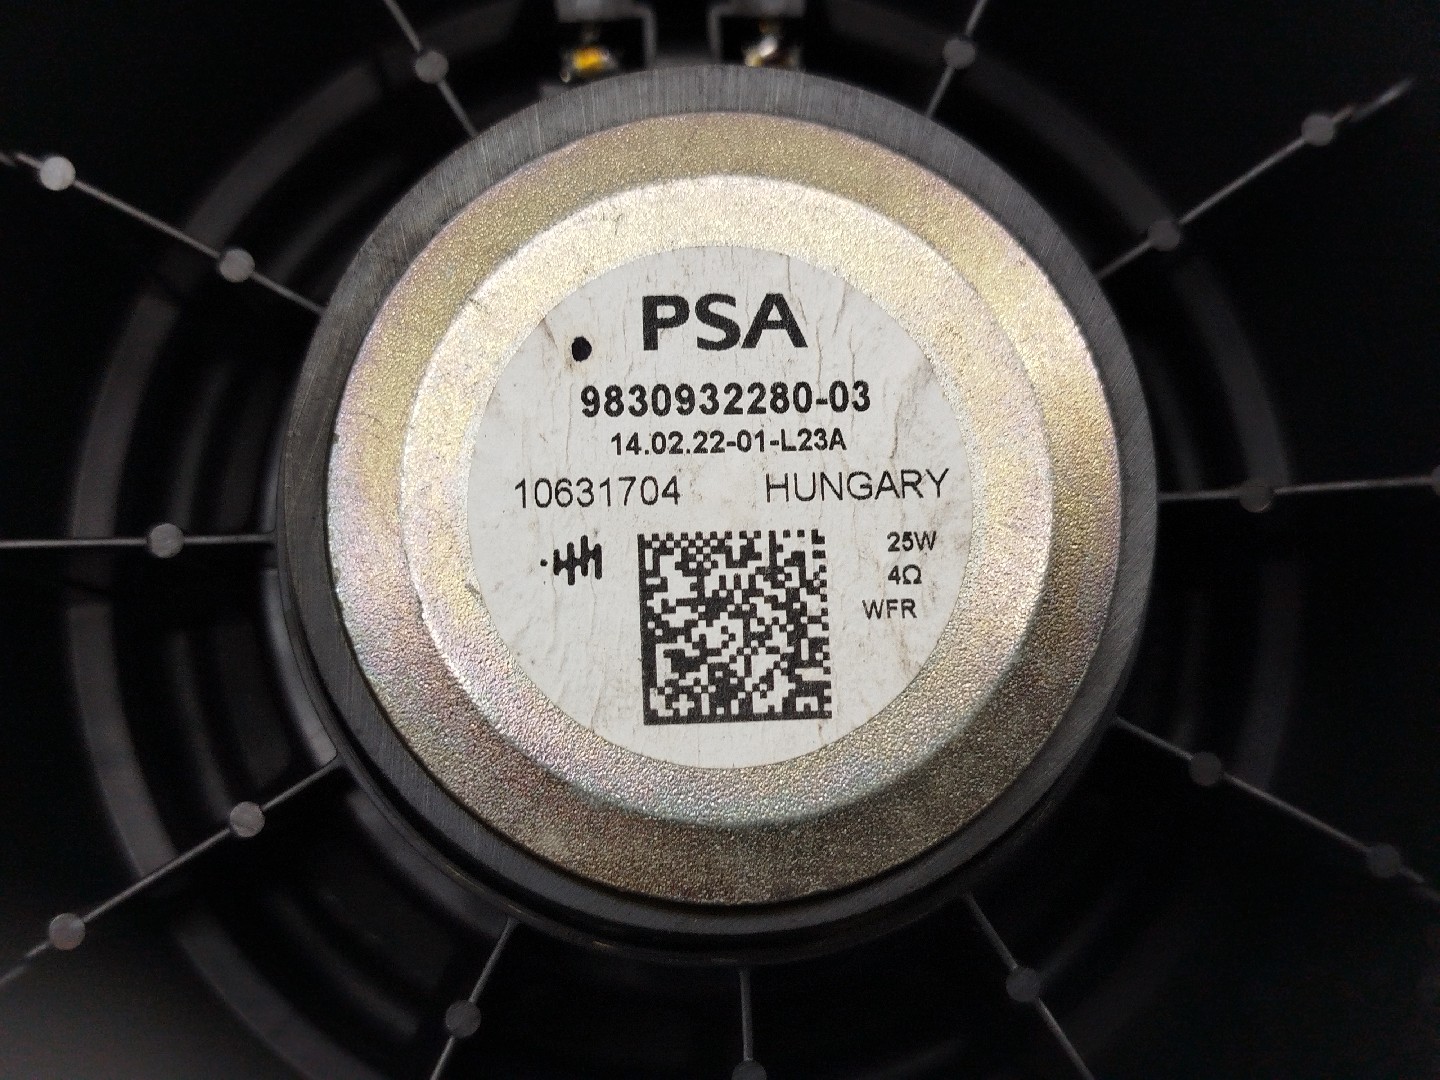 PSA
9830932280-03
14.02.22-01-L23A
10631704 HUNGARY
25W
4Ω
WFR